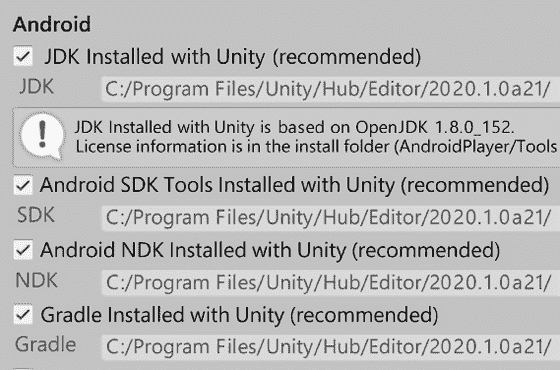 Android
JDK Installed with Unity (recommended)
JDK C:/Program Files/Unity/Hub/Editor/2020.1.0a21/
JDK Installed with Unity is based on OpenJDK 1.8.0_152.
License information is in the install folder (AndroidPlayer/Tools
Android SDK Tools Installed with Unity (recommended)
SDK C:/Program Files/Unity/Hub/Editor/2020.1.0a21/
Android NDK Installed with Unity (recommended)
NDK C:/Program Files/Unity/Hub/Editor/2020.1.0a21/
Gradle Installed with Unity (recommended)
Gradle C:/Program Files/Unity/Hub/Editor/2020.1.0a21/